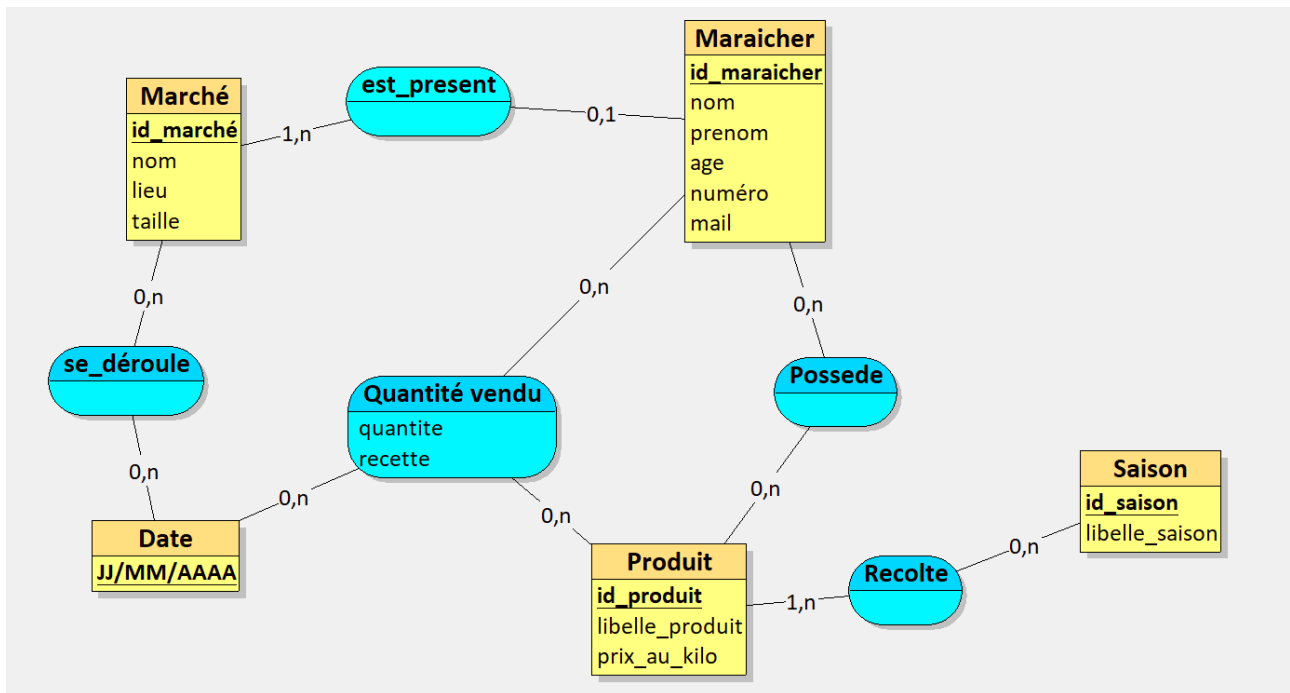 Maraicher
id_maraicher
nom
prenom
age
numéro
mail
est_present
0,1
1,n
Marché
id_marché
nom
lieu
taille
0,n
0,n
0,n
se_déroule
Quantité vendu
quantite
recette
Possede
0,n
0,n
0,n
0,n
Date
JJ/MM/AAAA
Produit
id_produit
libelle_produit
prix_au_kilo
1,n
Recolte
0,n
Saison
id_saison
libelle_saison